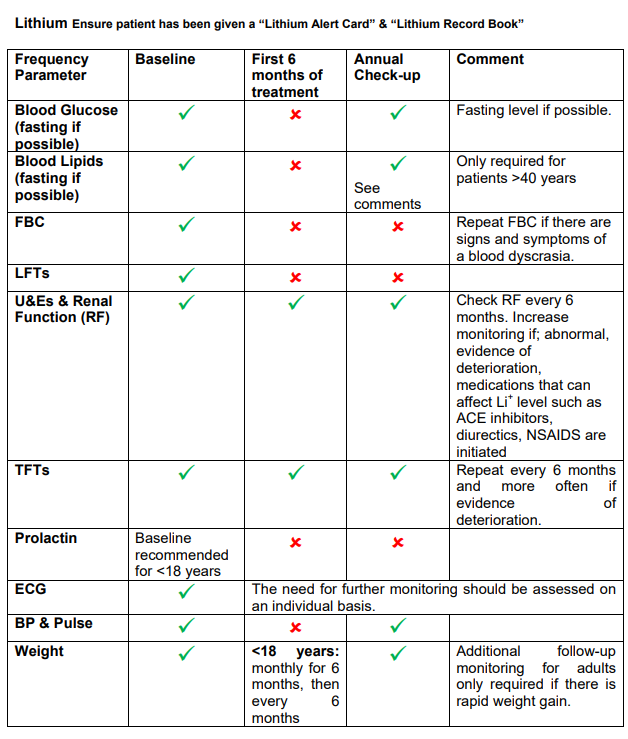 Lithium Ensure patient has been given a “Lithium Alert Card” & “Lithium Record Book”
Frequency
Parameter
Baseline
First 6
months of
treatment
Annual
Check-up
Comment
Blood Glucose
(fasting if
possible)
✓
✗
✓
Fasting level if possible.
Blood Lipids
(fasting if
possible)
✓
✗
✓
See
comments
Only required for
patients >40 years
FBC
✓
✗
✗
Repeat FBC if there are
signs and symptoms of
a blood dyscrasia.
LFTs
✓
✗
✗
U&Es & Renal
Function (RF)
✓
✓
✓
Check RF every 6
months. Increase
monitoring if; abnormal,
evidence of
deterioration,
medications that can
affect Li⁺ level such as
ACE inhibitors,
diurectics, NSAIDS are
initiated
TFTs
✓
✓
✓
Repeat every 6 months
and more often if
evidence of
deterioration.
Prolactin
Baseline
recommended
for <18 years
✗
✗
ECG
✓
The need for further monitoring should be assessed on
an individual basis.
BP & Pulse
✓
✗
✓
Weight
✓
<18 years:
monthly for 6
months, then
every 6
months
✓
Additional follow-up
monitoring for adults
only required if there is
rapid weight gain.